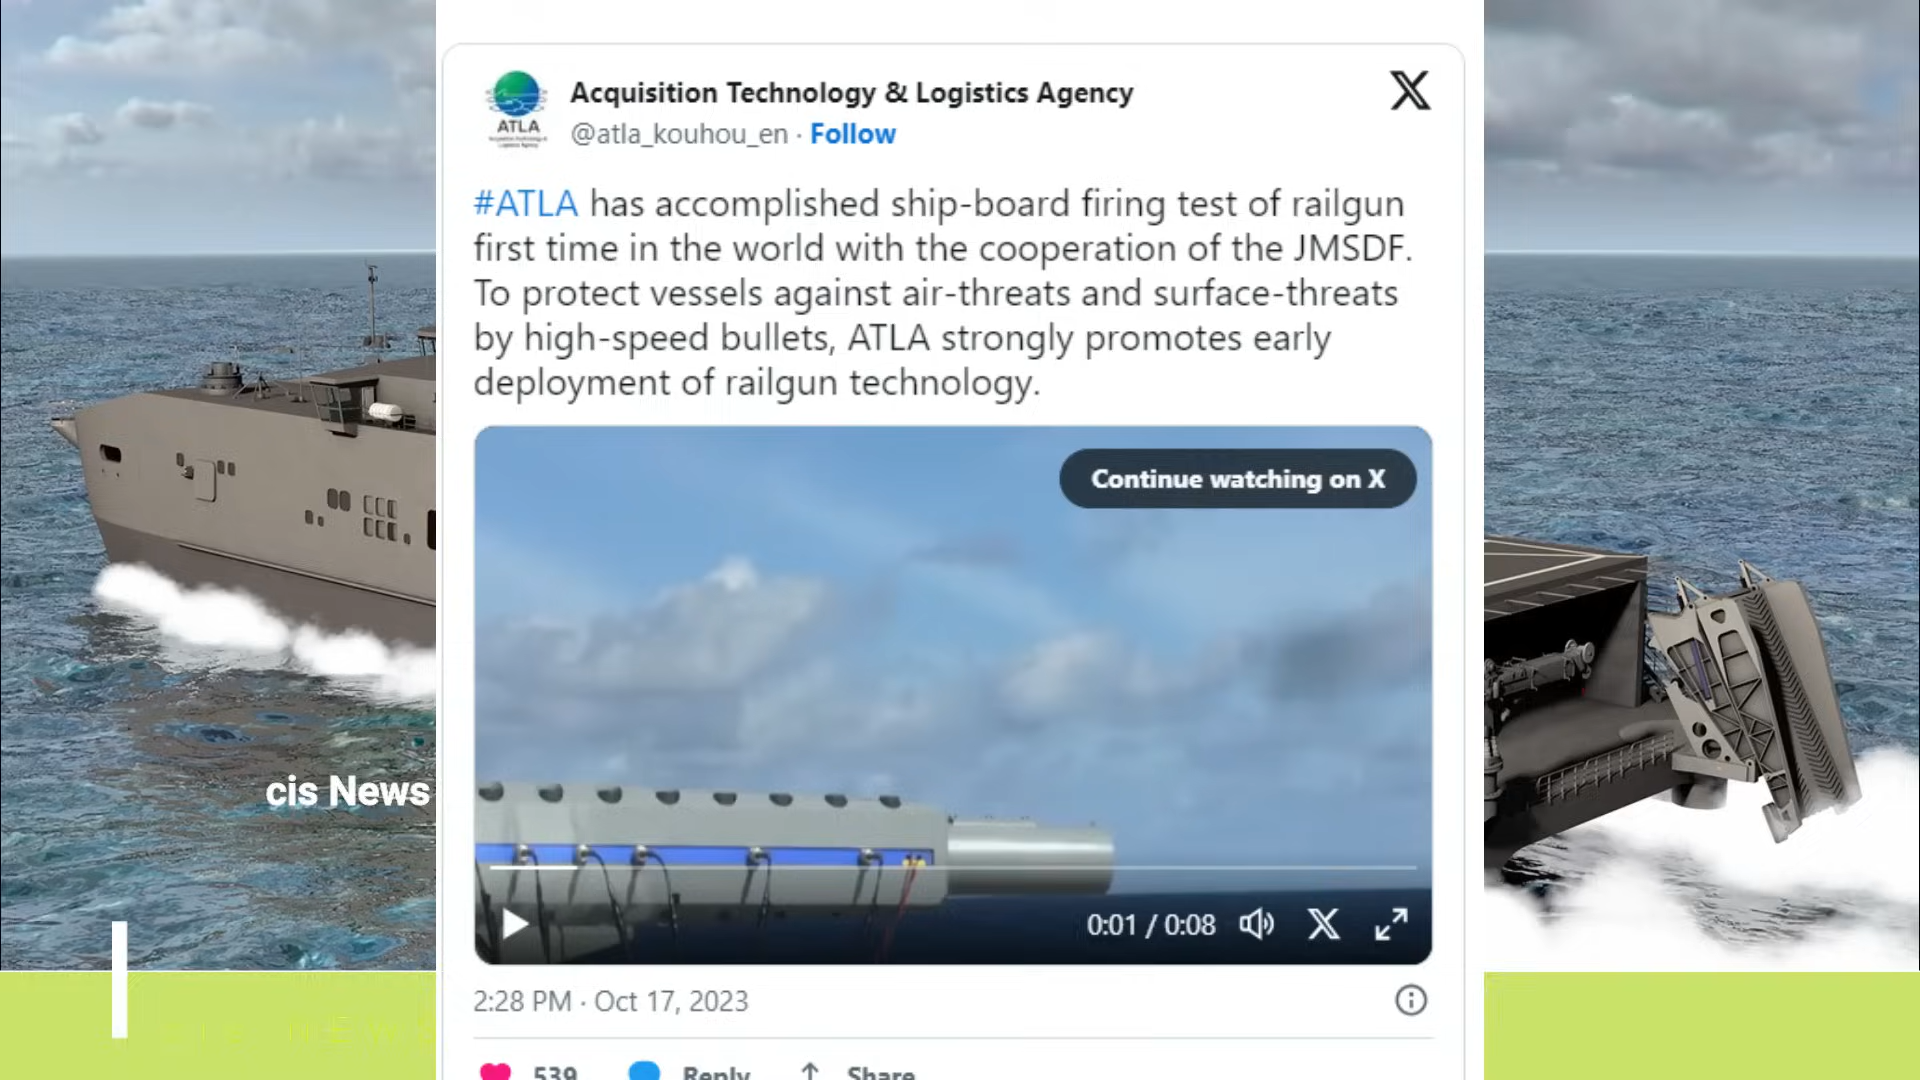 Acquisition Technology & Logistics Agency
@atla_kouhou_en · Follow
ATLA
#ATLA has accomplished ship-board firing test of railgun
first time in the world with the cooperation of the JMSDF.
To protect vessels against air-threats and surface-threats
by high-speed bullets, ATLA strongly promotes early
deployment of railgun technology.
Continue watching on X
cis News
0:01 / 0:08
2:28 PM · Oct 17, 2023
NEWS
539 Reply Share